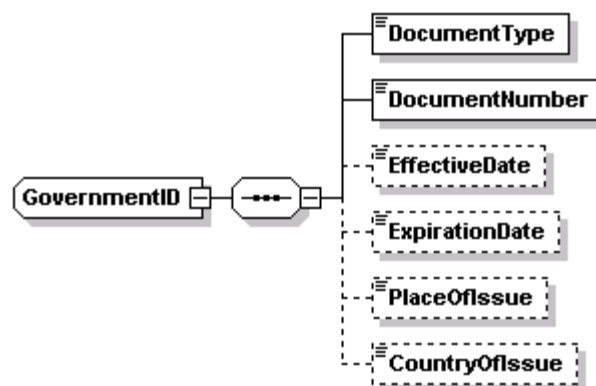 DocumentType
DocumentNumber
EffectiveDate
GovernmentID
ExpirationDate
PlaceOfIssue
CountryOfIssue